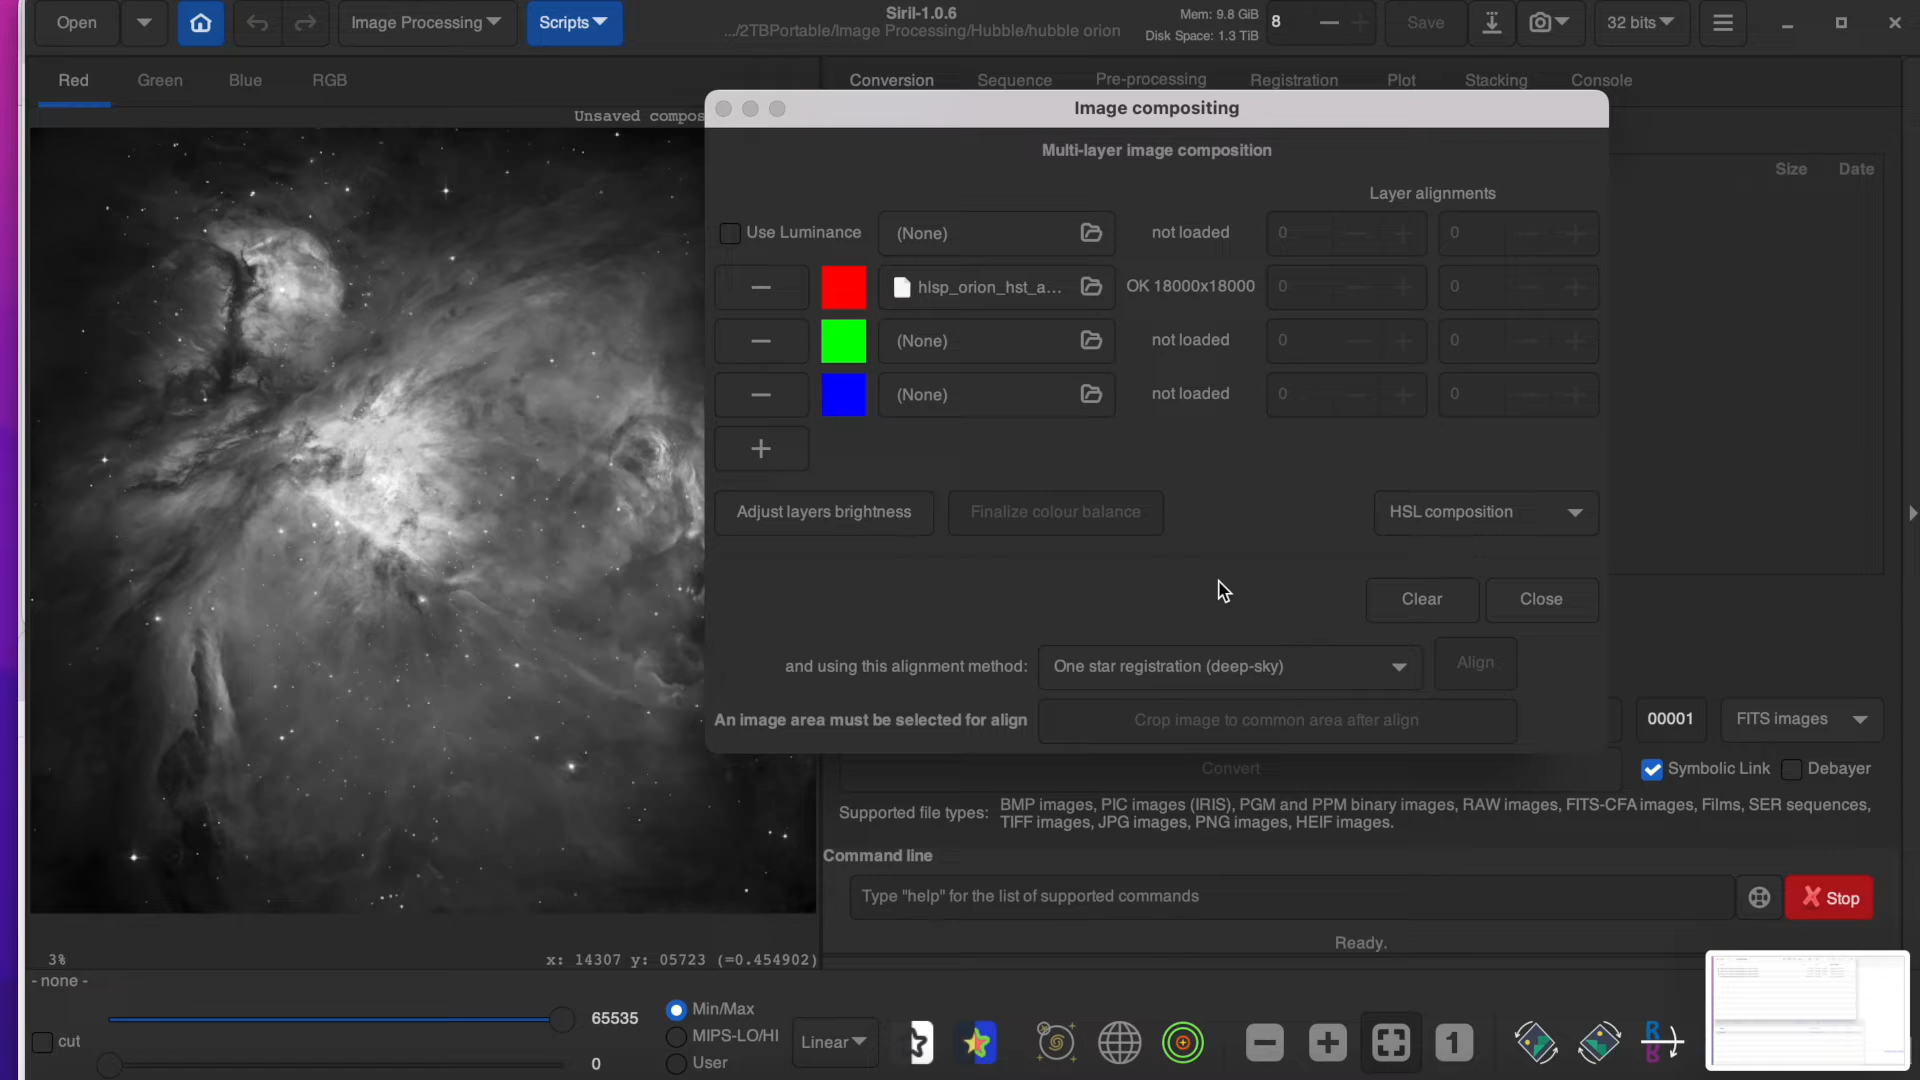 Open
Image Processing
Scripts
Siril-1.0.6
.../2TBPortable/Image Processing/Hubble/hubble orion
Mem: 9.8 GiB
Disk Space: 1.3 TiB
8
Save
32 bits
Red
Green
Blue
RGB
Conversion
Sequence
Pre-processing
Registration
Plot
Stacking
Console
Unsaved compos
Image compositing
Multi-layer image composition
Size
Date
Layer alignments
Use Luminance
(None)
not loaded
0
0
hlsp_orion_hst_a...
OK 18000x18000
0
0
(None)
not loaded
0
0
(None)
not loaded
0
0
Adjust layers brightness
Finalize colour balance
HSL composition
Clear
Close
and using this alignment method:
One star registration (deep-sky)
Align
An image area must be selected for align
Crop image to common area after align
00001
FITS images
Convert
Symbolic Link
Debayer
Supported file types:
BMP images, PIC images (IRIS), PGM and PPM binary images, RAW images, FITS-CFA images, Films, SER sequences,
TIFF images, JPG images, PNG images, HEIF images.
Command line
Type "help" for the list of supported commands
Stop
Ready.
3%
x: 14307 y: 05723 (=0.454902)
- none -
cut
65535
0
Min/Max
MIPS-LO/HI
User
Linear
1
R
R